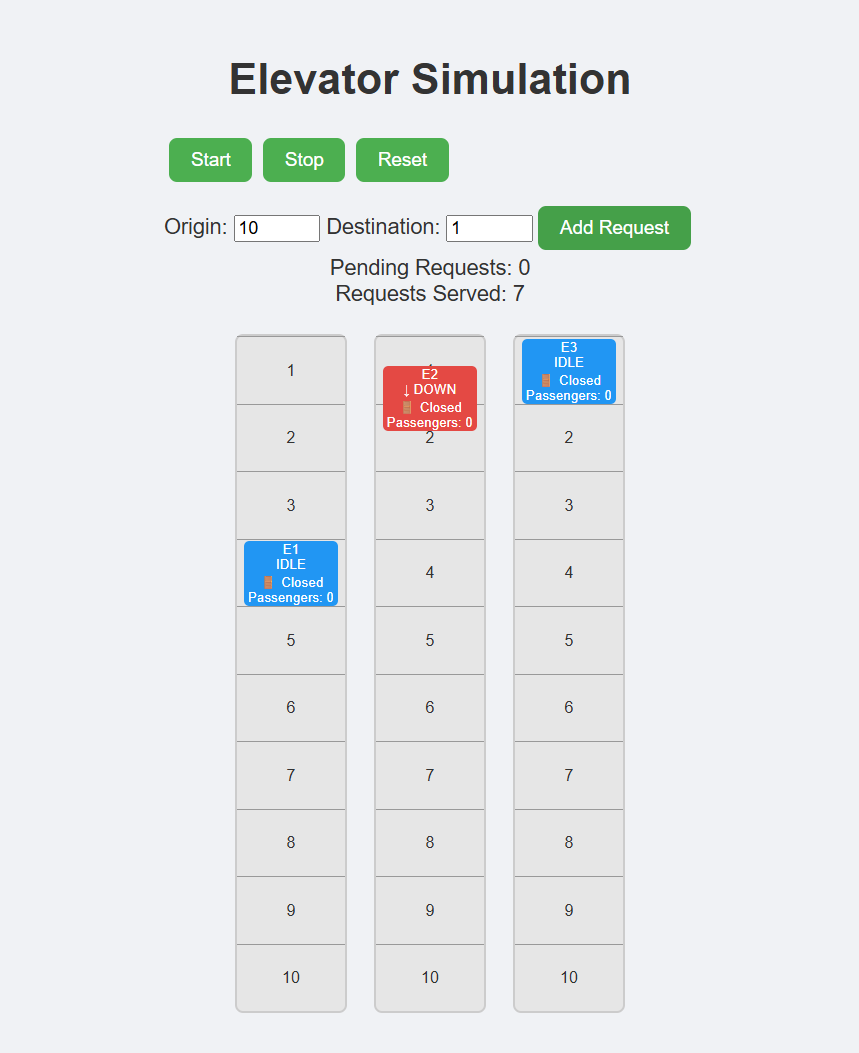 Elevator Simulation
Start Stop Reset
Origin: 10 Destination: 1 Add Request
Pending Requests: 0
Requests Served: 7
1
2
3
E1
IDLE
Closed
Passengers: 0
5
6
7
8
9
10
E2
↓ DOWN
Closed
Passengers: 0
2
3
4
5
6
7
8
9
10
E3
IDLE
Closed
Passengers: 0
2
3
4
5
6
7
8
9
10